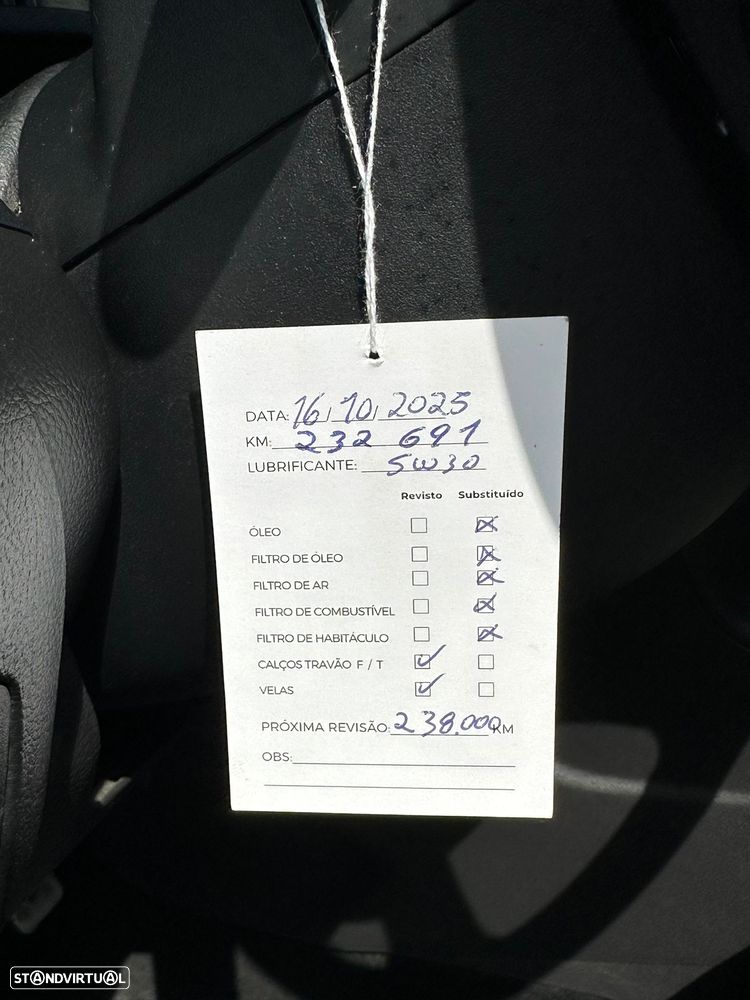 DATA: 16 / 10 / 2025
KM: 232 691
LUBRIFICANTE: 5W30
Revisto Substituído
ÓLEO
FILTRO DE ÓLEO
FILTRO DE AR
FILTRO DE COMBUSTÍVEL
FILTRO DE HABITÁCULO
CALÇOS TRAVÃO F / T
VELAS
PRÓXIMA REVISÃO: 238.000 KM
OBS:
STANDVIRTUAL